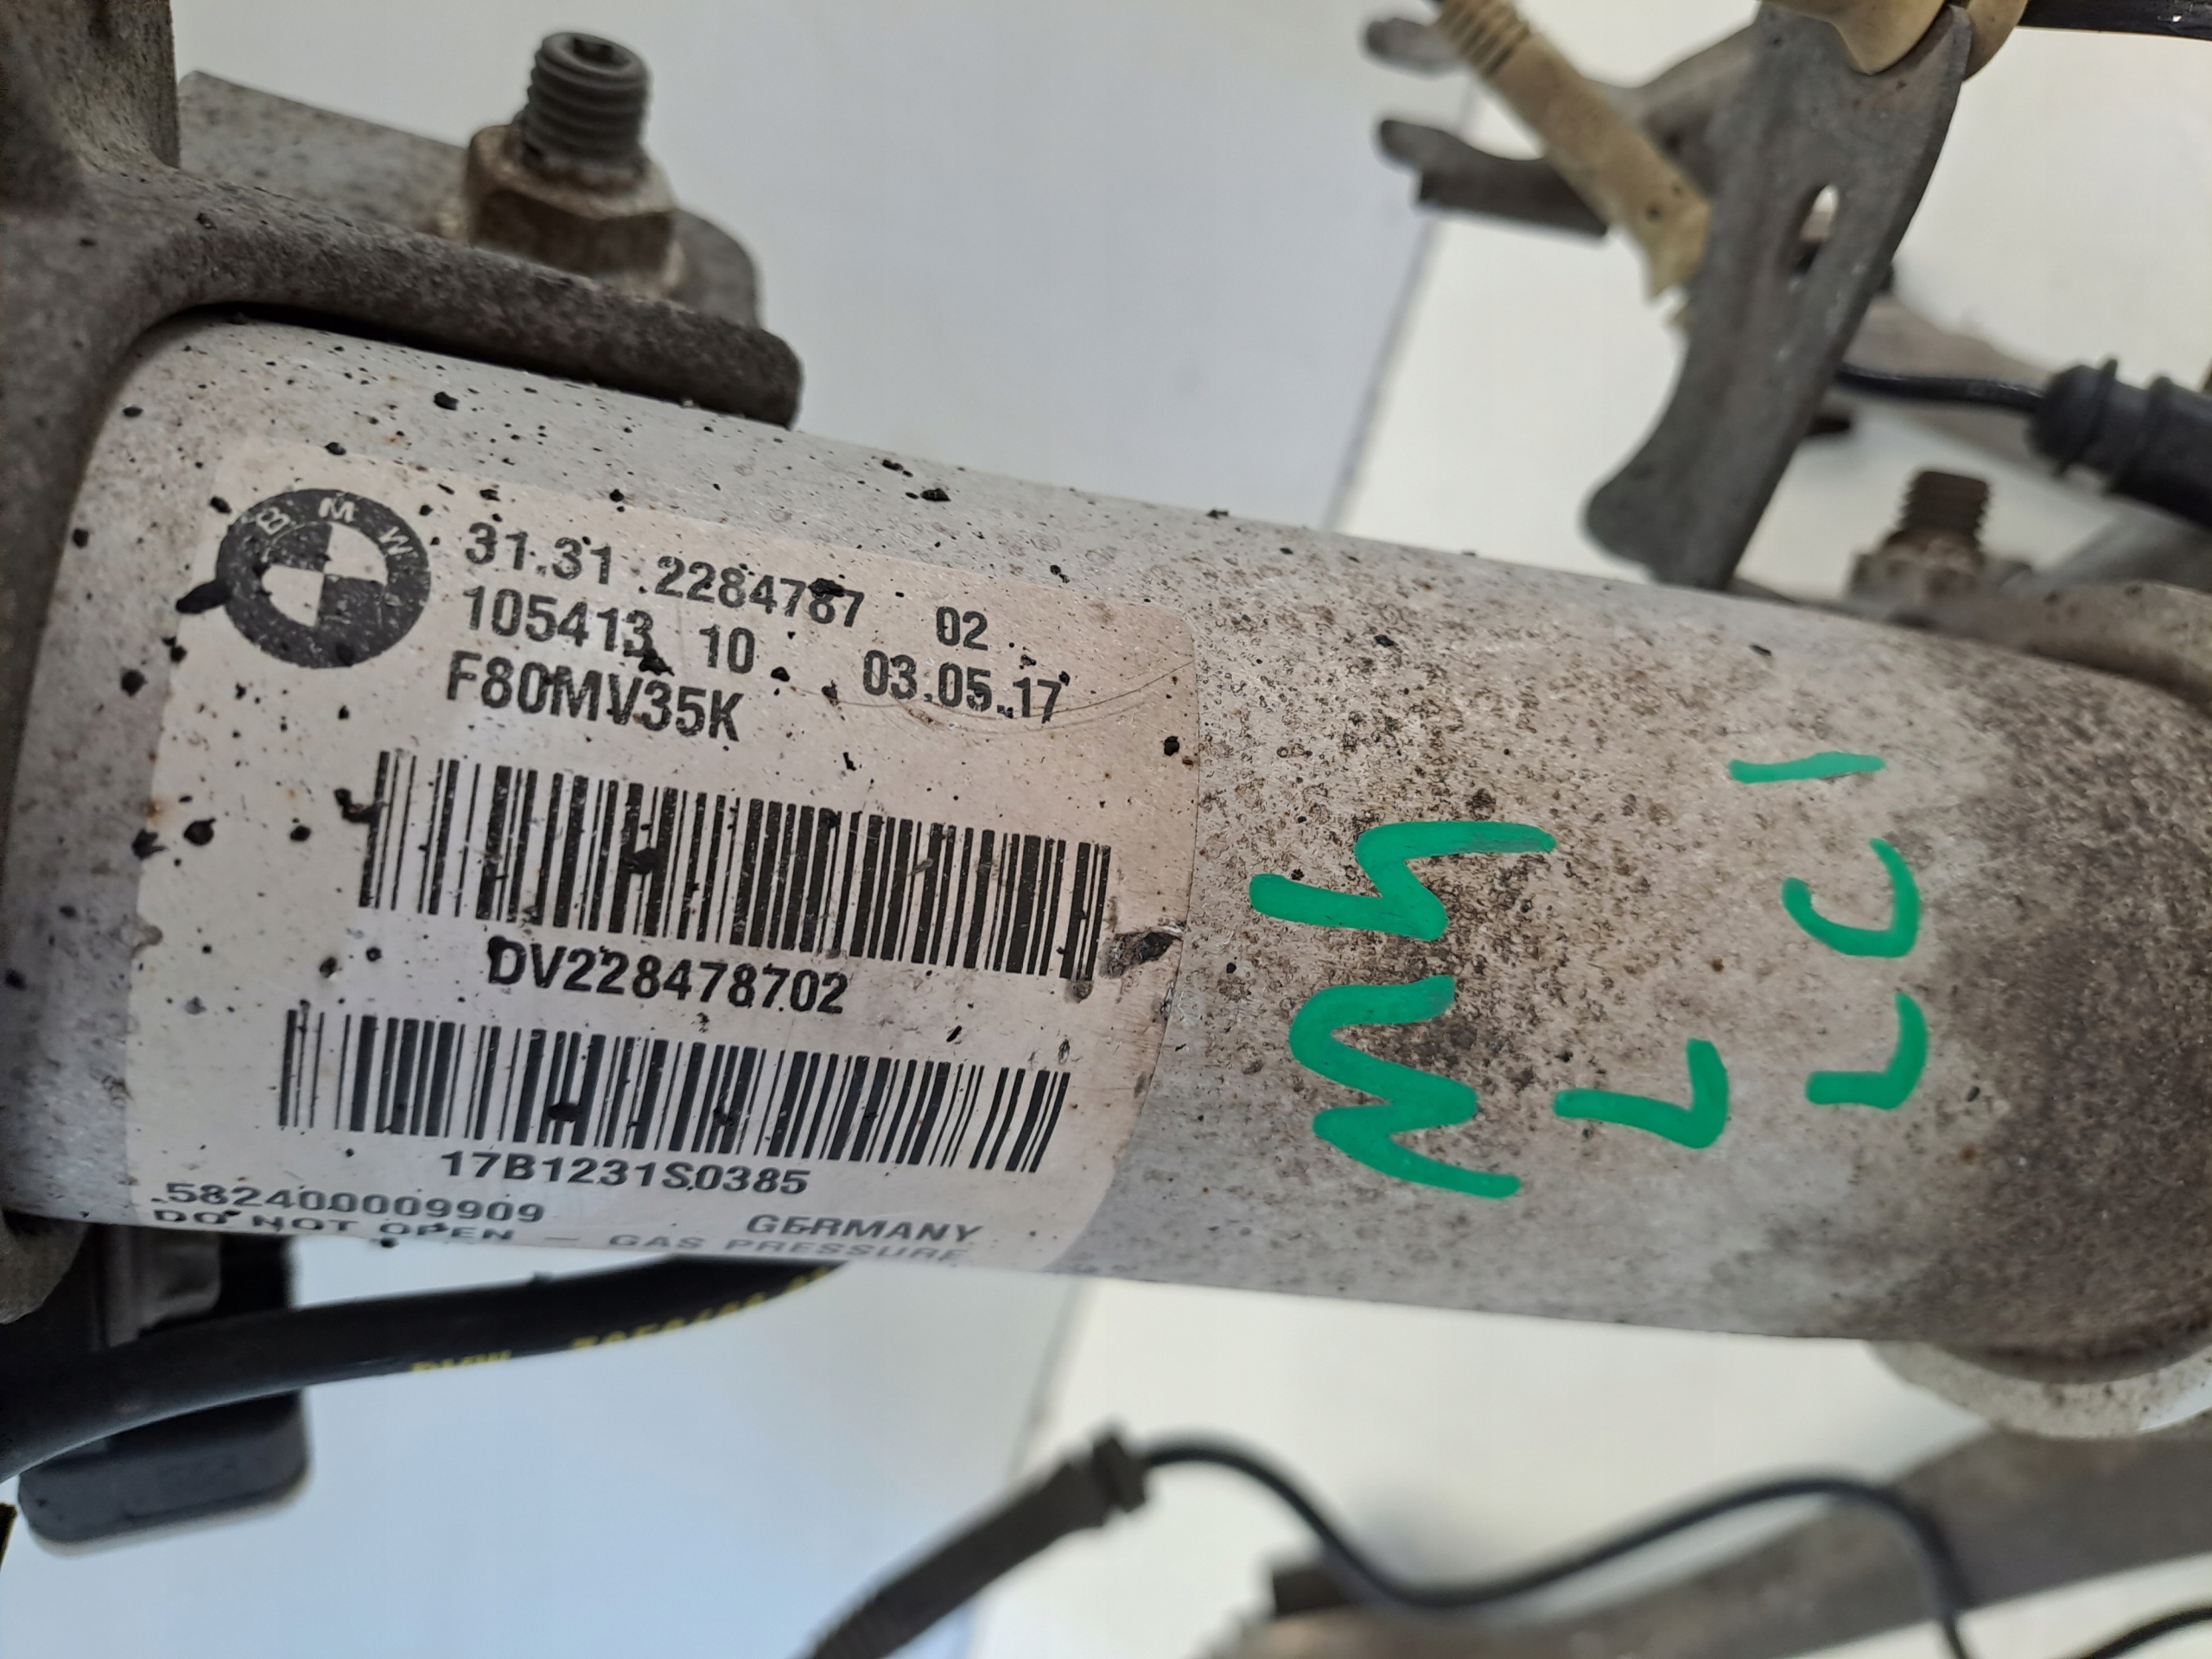 BMW
31.31 2284787 02
105413 10 03.05.17
F80MV35K
DV228478702
17B1231S0385
582400009909 GERMANY
DO NOT OPEN - GAS PRESSURE
M4
L
LCI
BMW